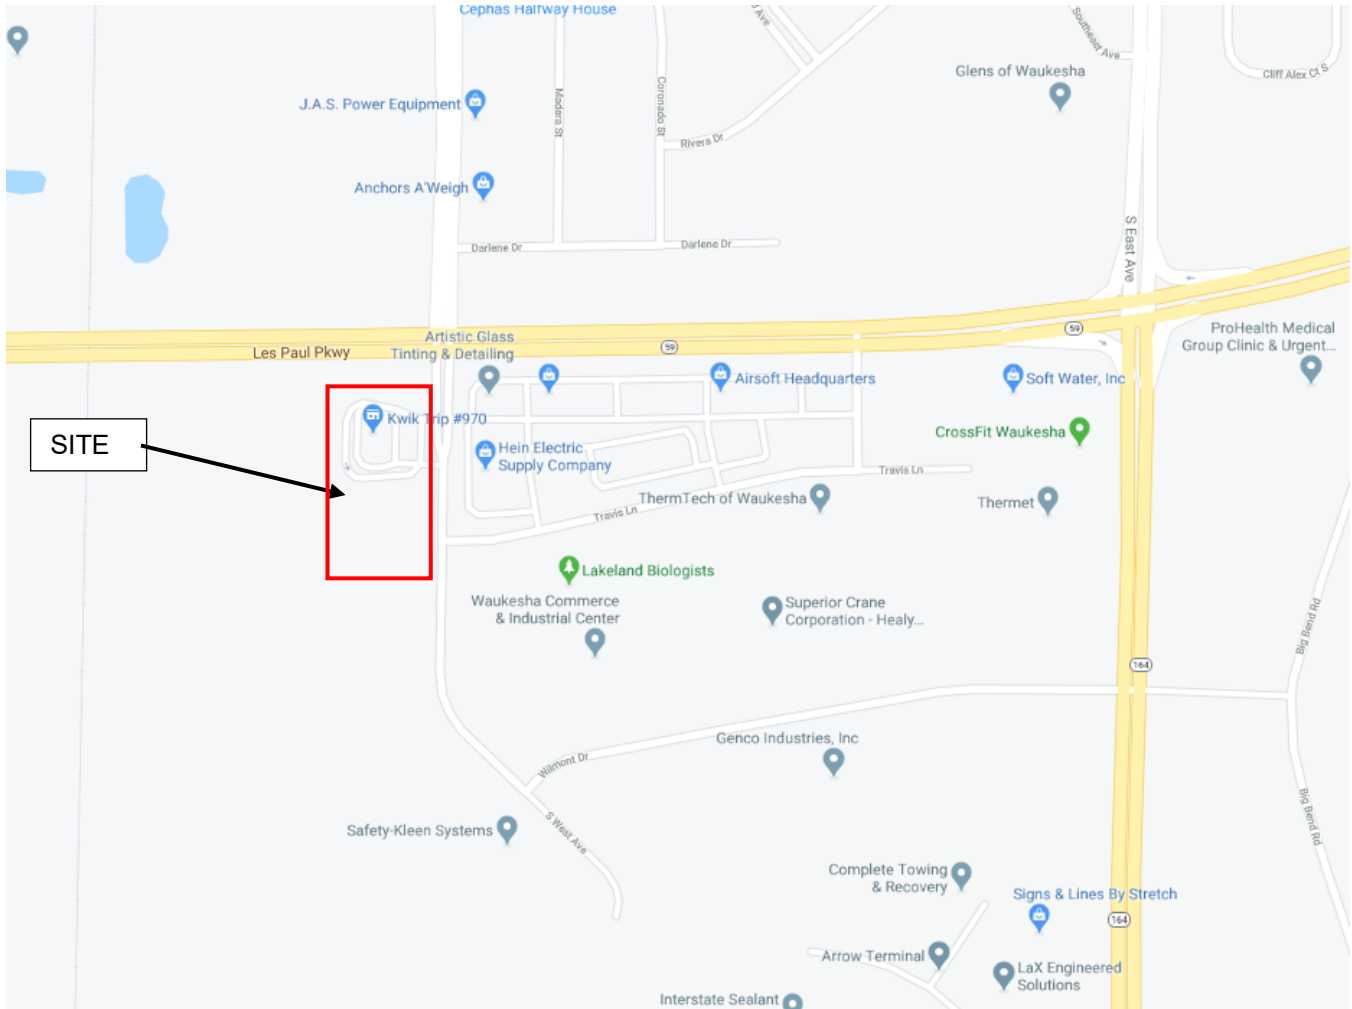 Cephas Halfway House
Southeast Ave
Glens of Waukesha
Cliff Alex Ct S
J.A.S. Power Equipment
Madera St
Coronado St
Rivera Dr
Anchors A'Weigh
Darlene Dr
Darlene Dr
S East Ave
59
ProHealth Medical
Group Clinic & Urgent...
Artistic Glass
Tinting & Detailing
Les Paul Pkwy
59
Airsoft Headquarters
Soft Water, Inc
Kwik Trip #970
SITE
CrossFit Waukesha
Hein Electric
Supply Company
Travis Ln
ThermTech of Waukesha
Thermet
Travis Ln
Lakeland Biologists
Waukesha Commerce
& Industrial Center
Superior Crane
Corporation - Healy...
Big Bend Rd
164
Genco Industries, Inc
Wilmont Dr
Safety-Kleen Systems
S West Ave
Big Bend Rd
Complete Towing
& Recovery
Signs & Lines By Stretch
164
Arrow Terminal
LaX Engineered
Solutions
Interstate Sealant